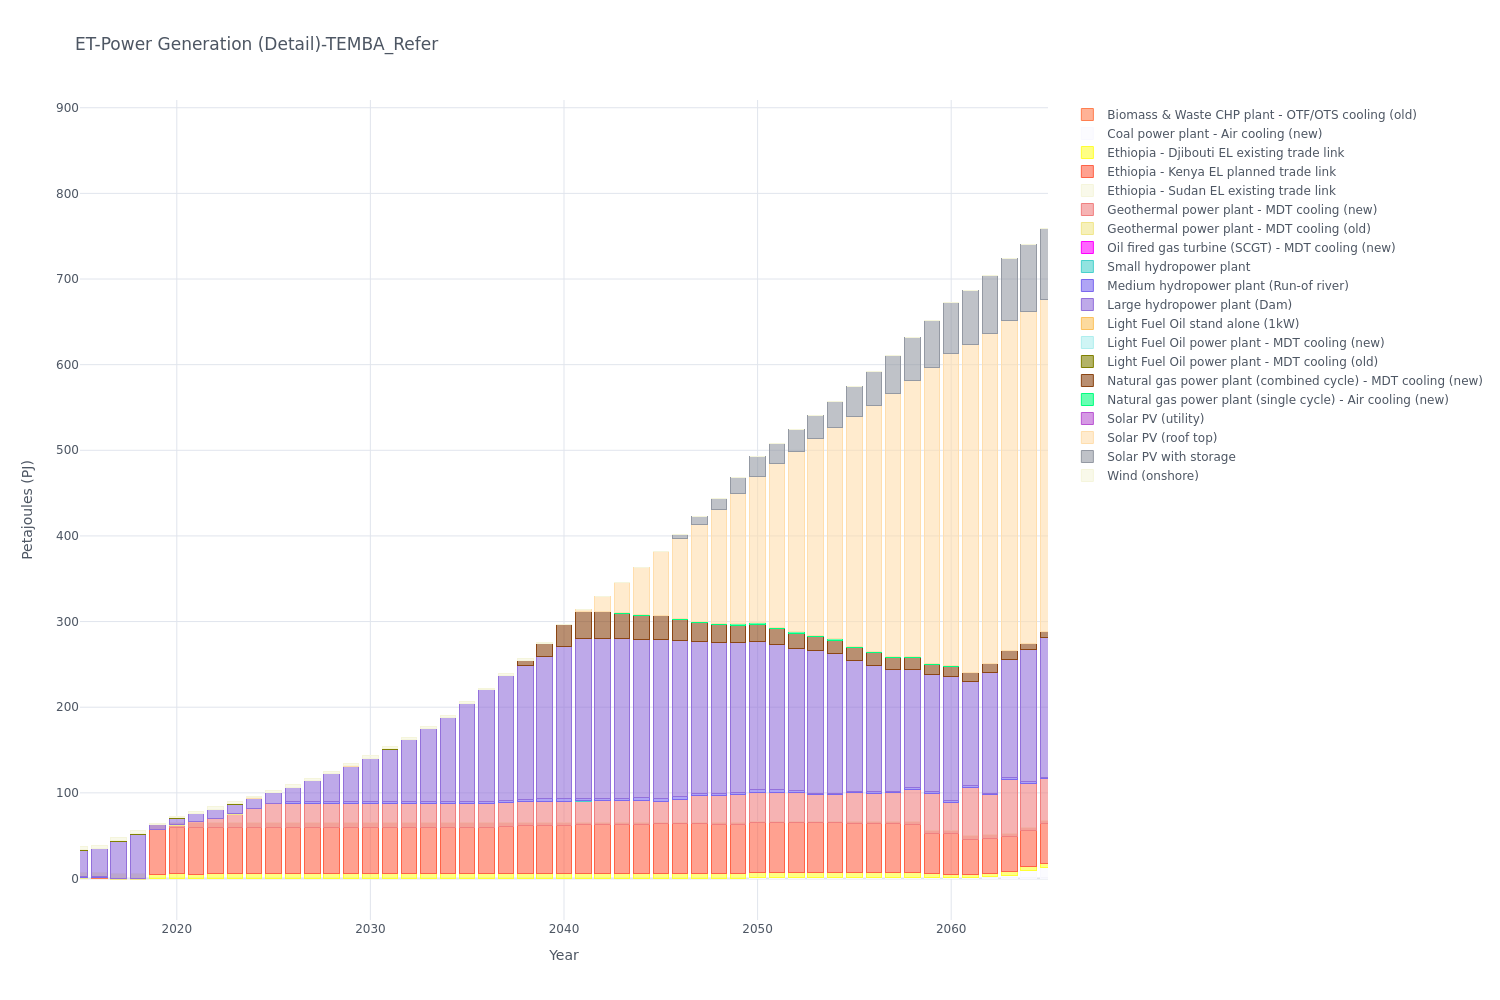 ET-Power Generation (Detail)-TEMBA_Refer
900
800
700
600
500
400
300
200
100
0
Petajoules (PJ)
2020
2030
2040
2050
2060
Year
Biomass & Waste CHP plant - OTF/OTS cooling (old)
Coal power plant - Air cooling (new)
Ethiopia - Djibouti EL existing trade link
Ethiopia - Kenya EL planned trade link
Ethiopia - Sudan EL existing trade link
Geothermal power plant - MDT cooling (new)
Geothermal power plant - MDT cooling (old)
Oil fired gas turbine (SCGT) - MDT cooling (new)
Small hydropower plant
Medium hydropower plant (Run-of river)
Large hydropower plant (Dam)
Light Fuel Oil stand alone (1kW)
Light Fuel Oil power plant - MDT cooling (new)
Light Fuel Oil power plant - MDT cooling (old)
Natural gas power plant (combined cycle) - MDT cooling (new)
Natural gas power plant (single cycle) - Air cooling (new)
Solar PV (utility)
Solar PV (roof top)
Solar PV with storage
Wind (onshore)